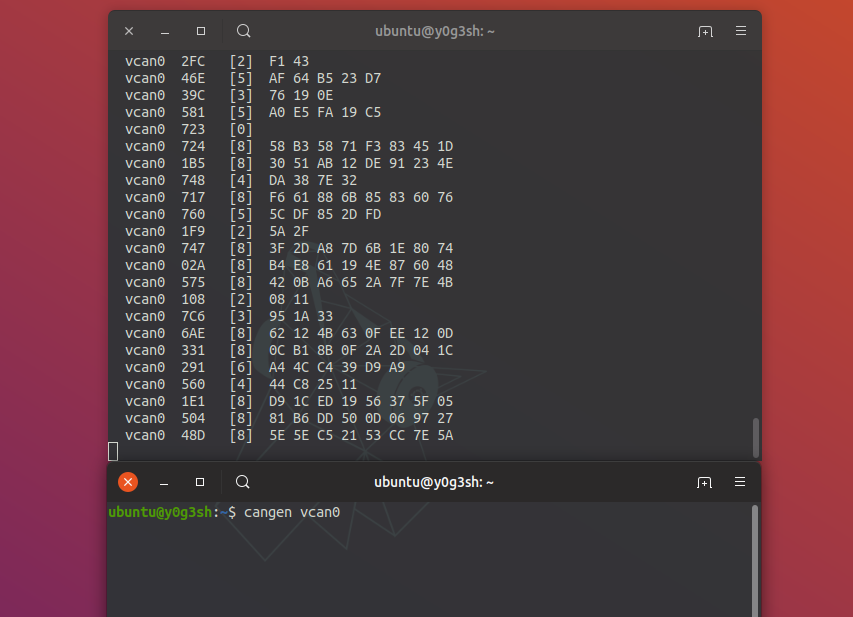 ubuntu@y0g3sh: ~
vcan0  2FC   [2]  F1 43
vcan0  46E   [5]  AF 64 B5 23 D7
vcan0  39C   [3]  76 19 0E
vcan0  581   [5]  A0 E5 FA 19 C5
vcan0  723   [0]
vcan0  724   [8]  58 B3 58 71 F3 83 45 1D
vcan0  1B5   [8]  30 51 AB 12 DE 91 23 4E
vcan0  748   [4]  DA 38 7E 32
vcan0  717   [8]  F6 61 88 6B 85 83 60 76
vcan0  760   [5]  5C DF 85 2D FD
vcan0  1F9   [2]  5A 2F
vcan0  747   [8]  3F 2D A8 7D 6B 1E 80 74
vcan0  02A   [8]  B4 E8 61 19 4E 87 60 48
vcan0  575   [8]  42 0B A6 65 2A 7F 7E 4B
vcan0  108   [2]  08 11
vcan0  7C6   [3]  95 1A 33
vcan0  6AE   [8]  62 12 4B 63 0F EE 12 0D
vcan0  331   [8]  0C B1 8B 0F 2A 2D 04 1C
vcan0  291   [6]  A4 4C C4 39 D9 A9
vcan0  560   [4]  44 C8 25 11
vcan0  1E1   [8]  D9 1C ED 19 56 37 5F 05
vcan0  504   [8]  81 B6 DD 50 0D 06 97 27
vcan0  48D   [8]  5E 5E C5 21 53 CC 7E 5A
ubuntu@y0g3sh: ~
ubuntu@y0g3sh:~$ cangen vcan0